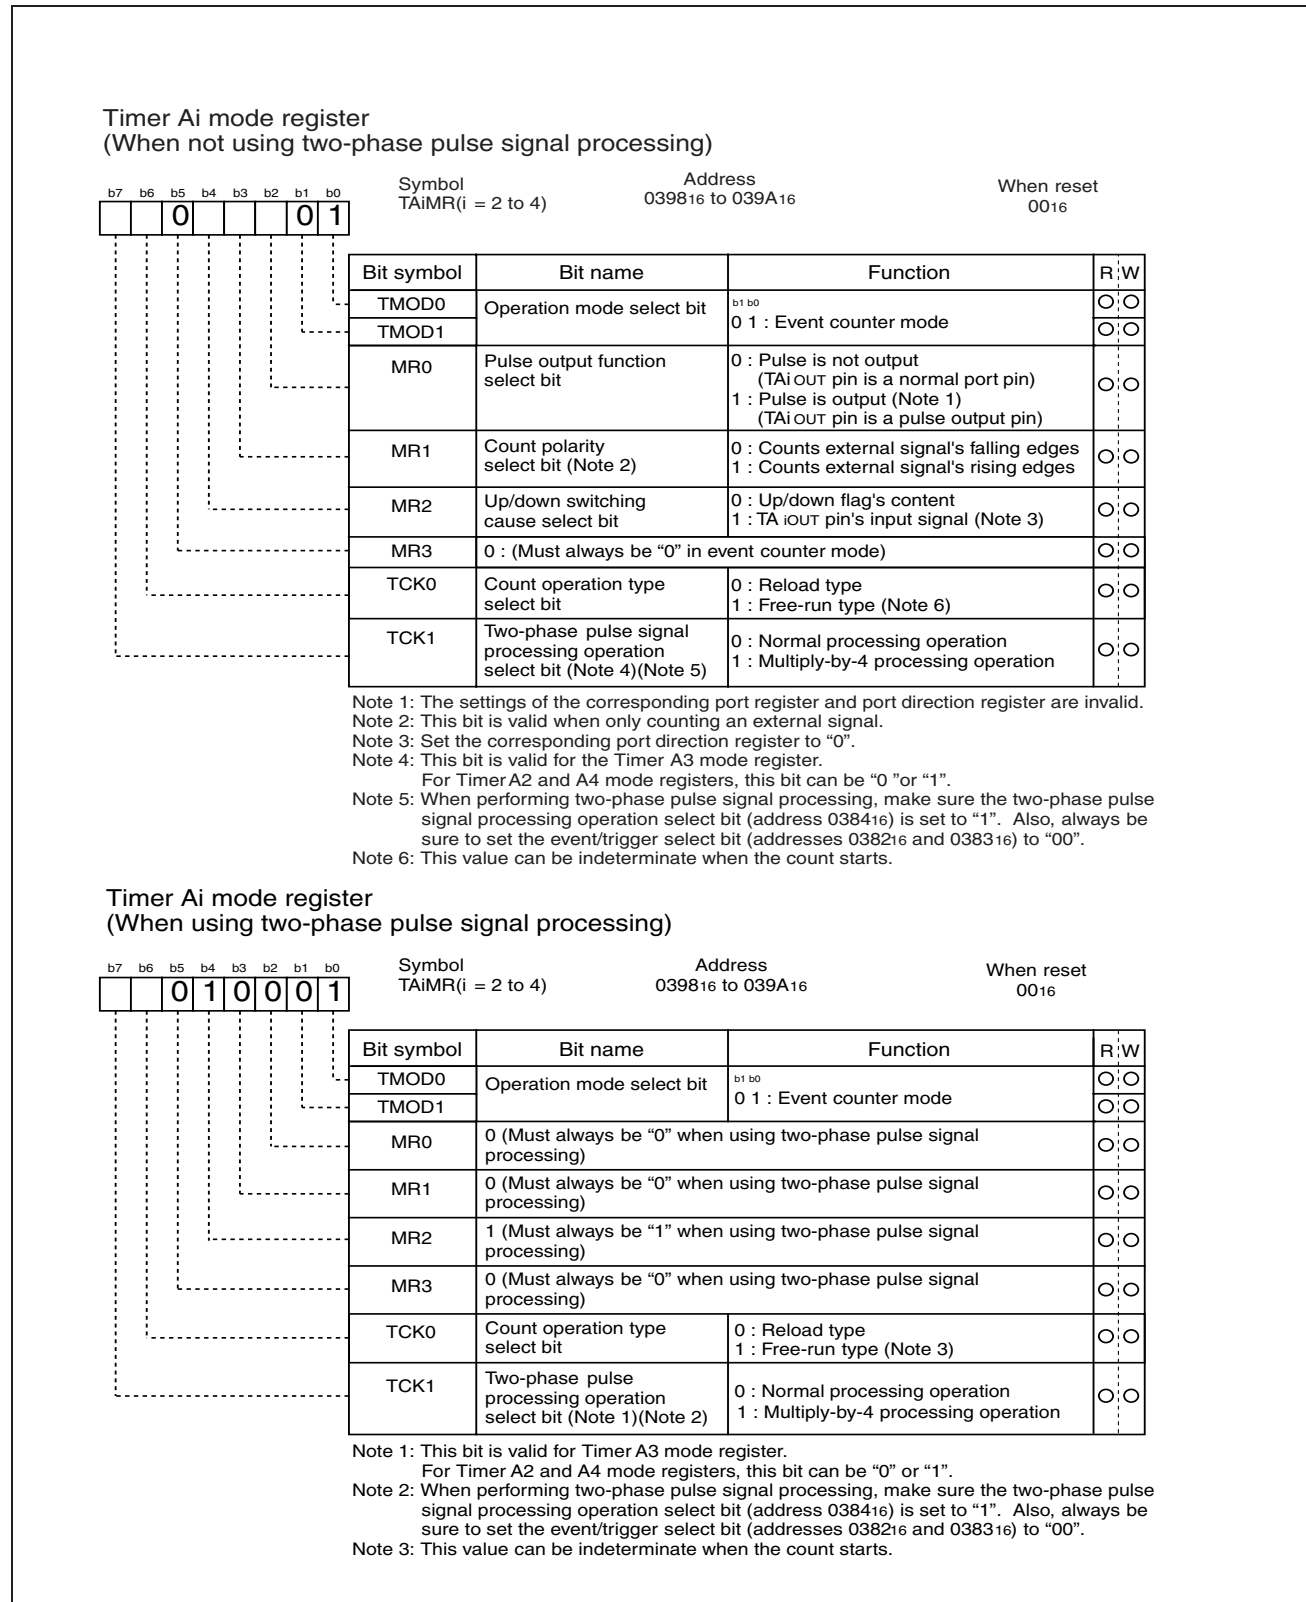 Timer Ai mode register
(When not using two-phase pulse signal processing)
Symbol Address When reset
TAiMR(i = 2 to 4) 039816 to 039A16 0016
b7 b6 b5 b4 b3 b2 b1 b0
0 0 1
Bit symbol Bit name Function R W
TMOD0 Operation mode select bit b1 b0
TMOD1 0 1 : Event counter mode
MR0 Pulse output function 0 : Pulse is not output
select bit (TAiOUT pin is a normal port pin)
1 : Pulse is output (Note 1)
(TAiOUT pin is a pulse output pin)
MR1 Count polarity 0 : Counts external signal's falling edges
select bit (Note 2) 1 : Counts external signal's rising edges
MR2 Up/down switching 0 : Up/down flag's content
cause select bit 1 : TA iOUT pin's input signal (Note 3)
MR3 0 : (Must always be “0” in event counter mode)
TCK0 Count operation type 0 : Reload type
select bit 1 : Free-run type (Note 6)
TCK1 Two-phase pulse signal 0 : Normal processing operation
processing operation 1 : Multiply-by-4 processing operation
select bit (Note 4)(Note 5)
Note 1: The settings of the corresponding port register and port direction register are invalid.
Note 2: This bit is valid when only counting an external signal.
Note 3: Set the corresponding port direction register to “0”.
Note 4: This bit is valid for the Timer A3 mode register.
For Timer A2 and A4 mode registers, this bit can be “0 ”or “1”.
Note 5: When performing two-phase pulse signal processing, make sure the two-phase pulse
signal processing operation select bit (address 038416) is set to “1”. Also, always be
sure to set the event/trigger select bit (addresses 038216 and 038316) to “00”.
Note 6: This value can be indeterminate when the count starts.
Timer Ai mode register
(When using two-phase pulse signal processing)
Symbol Address When reset
TAiMR(i = 2 to 4) 039816 to 039A16 0016
b7 b6 b5 b4 b3 b2 b1 b0
0 1 0 0 0 1
Bit symbol Bit name Function R W
TMOD0 Operation mode select bit b1 b0
TMOD1 0 1 : Event counter mode
MR0 0 (Must always be “0” when using two-phase pulse signal
processing)
MR1 0 (Must always be “0” when using two-phase pulse signal
processing)
MR2 1 (Must always be “1” when using two-phase pulse signal
processing)
MR3 0 (Must always be “0” when using two-phase pulse signal
processing)
TCK0 Count operation type 0 : Reload type
select bit 1 : Free-run type (Note 3)
TCK1 Two-phase pulse 0 : Normal processing operation
processing operation 1 : Multiply-by-4 processing operation
select bit (Note 1)(Note 2)
Note 1: This bit is valid for Timer A3 mode register.
For Timer A2 and A4 mode registers, this bit can be “0” or “1”.
Note 2: When performing two-phase pulse signal processing, make sure the two-phase pulse
signal processing operation select bit (address 038416) is set to “1”. Also, always be
sure to set the event/trigger select bit (addresses 038216 and 038316) to “00”.
Note 3: This value can be indeterminate when the count starts.